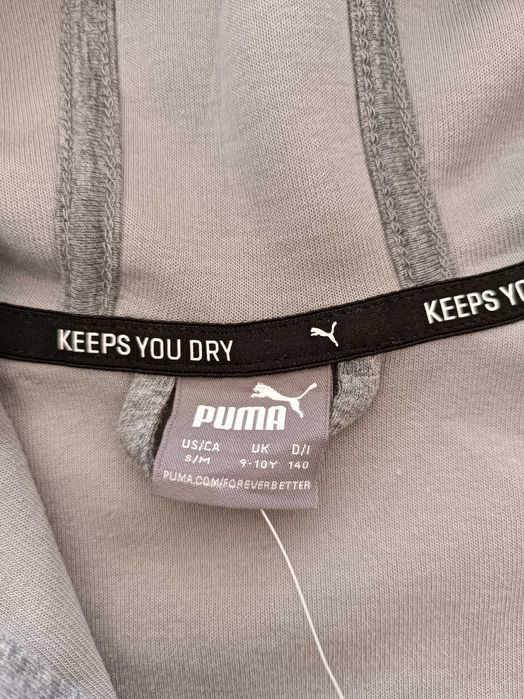 KEEPS YOU DRY
KEEPS YO
PUMA
US/CA UK D/I
S/M 9-10Y 140
PUMA.COM/FOREVERBETTER